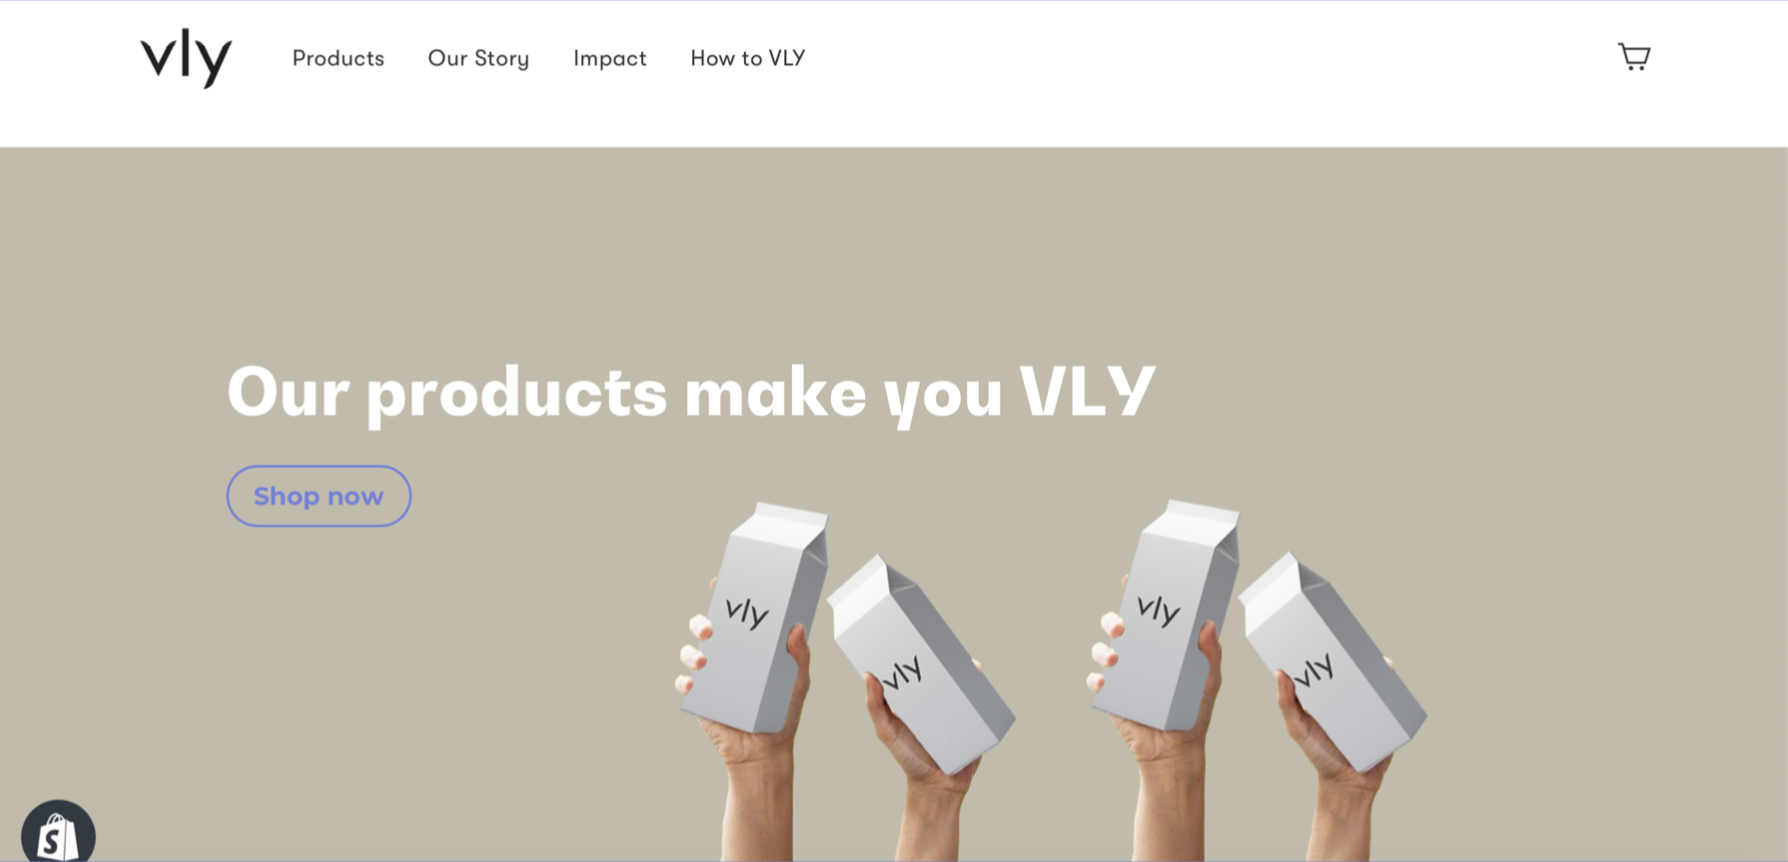 vly
Products
Our Story
Impact
How to VLY
Our products make you VLY
Shop now
vly
vly
vly
vly
S